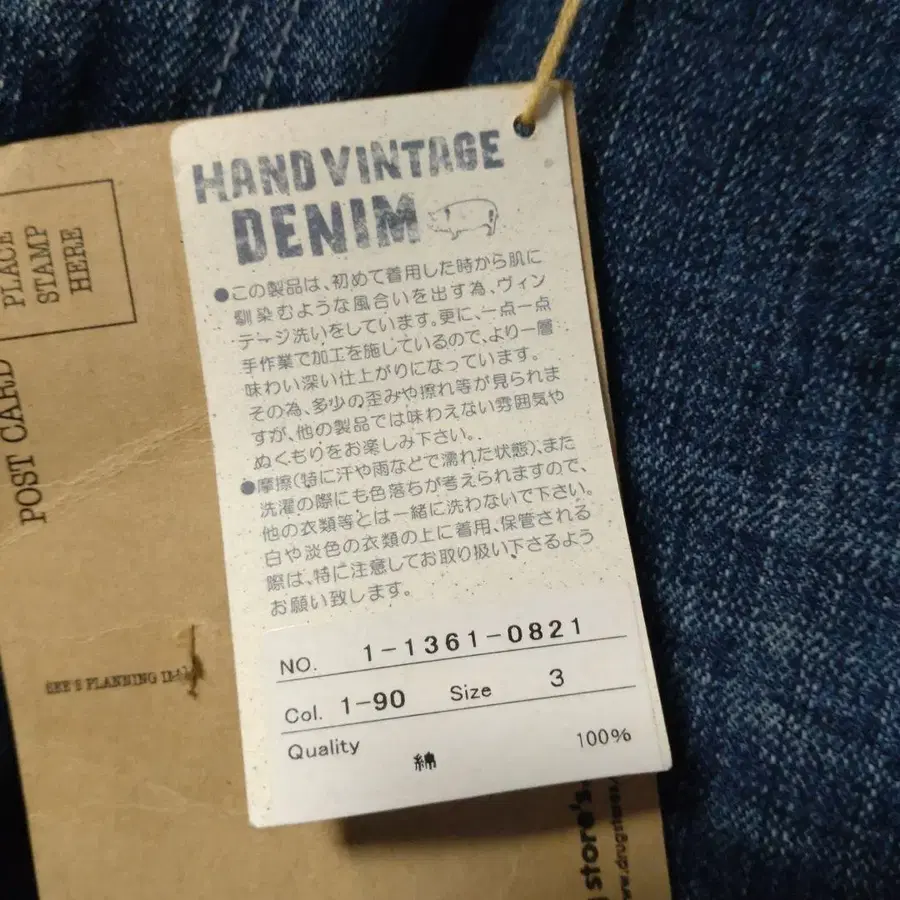 PLACE
STAMP
HERE
POST CARD
SEE'S PLANNING
HAND VINTAGE
DENIM
●この製品は、初めて着用した時から肌に
馴染むような風合いを出す為、ヴィン
テージ洗いをしています。更に、一点一点
手作業で加工を施しているので、より一層
味わい深い仕上がりになっています。
その為、多少の歪みや擦れ等が見られま
すが、他の製品では味わえない雰囲気や
ぬくもりをお楽しみ下さい。
●摩擦(特に汗や雨などで濡れた状態)、また
洗濯の際にも色落ちが考えられますので、
他の衣類等とは一緒に洗わないで下さい。
白や淡色の衣類の上に着用、保管される
際は、特に注意してお取り扱い下さるよう
お願い致します。
NO. 1-1361-0821
Col. 1-90 Size 3
Quality
綿 100%
store's